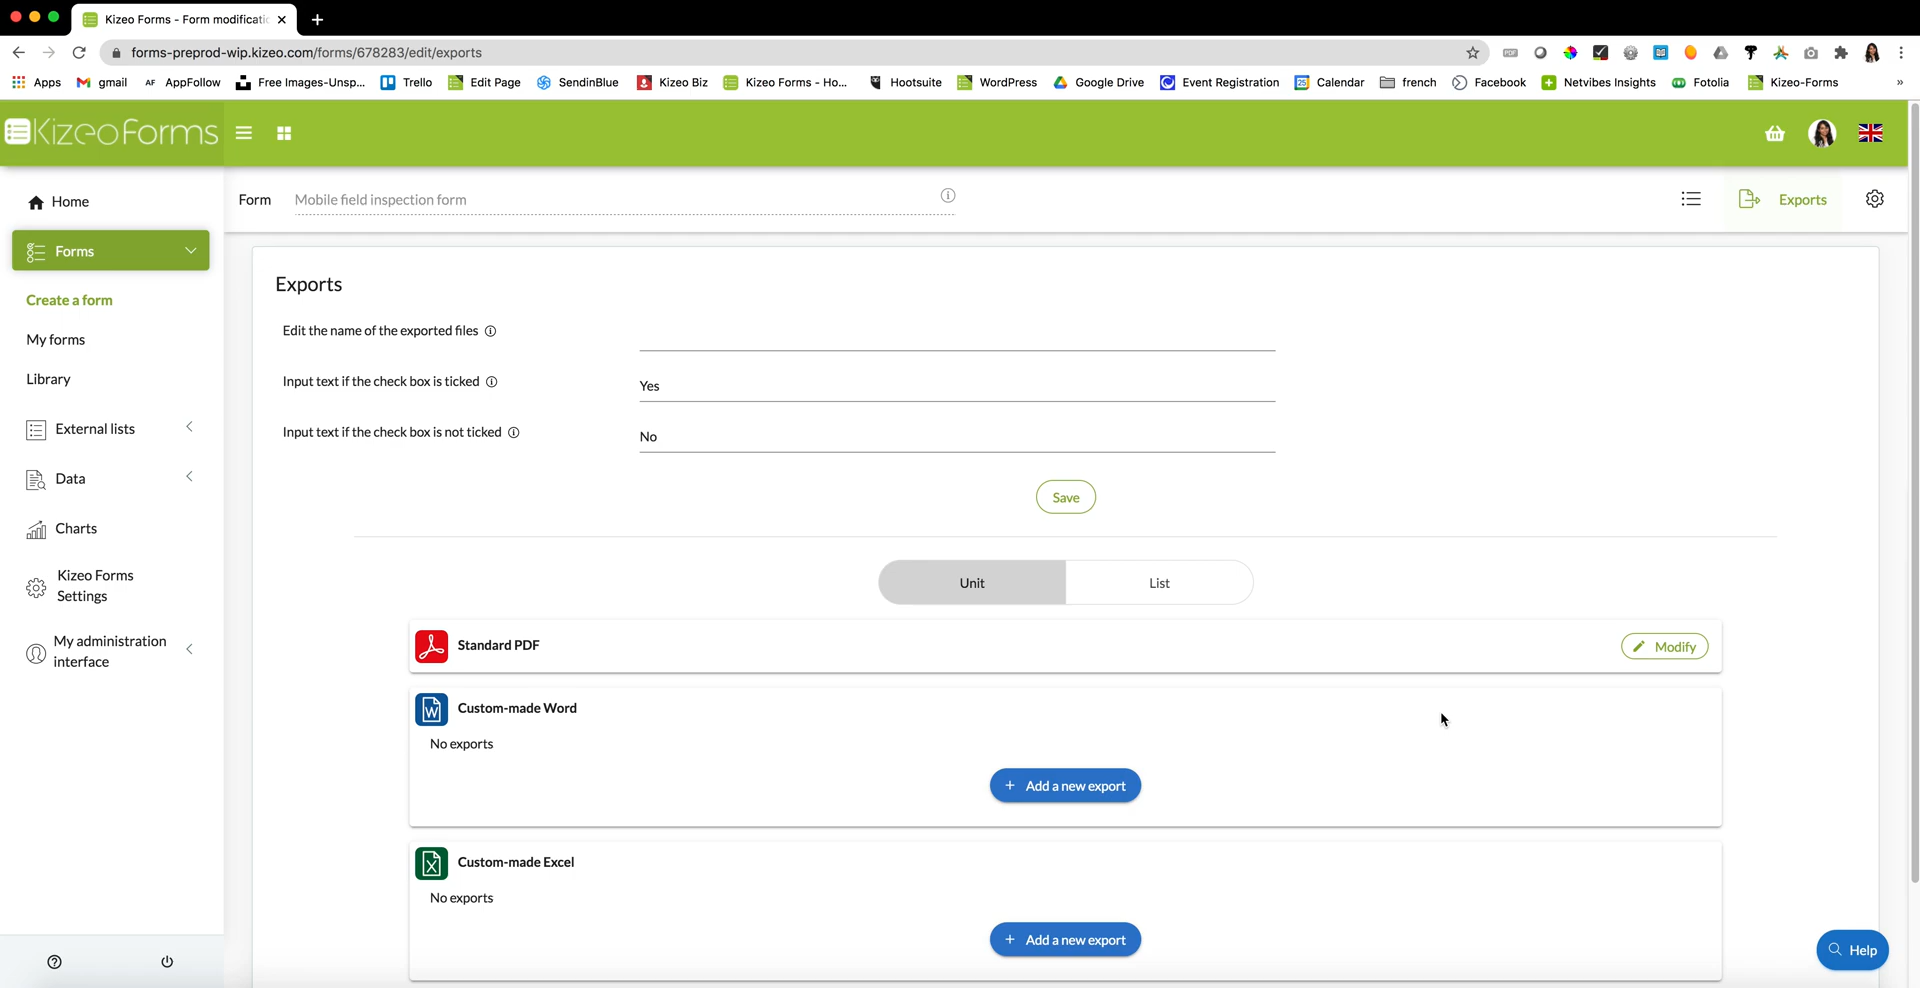 Kizeo Forms - Form modificatic
forms-preprod-wip.kizeo.com/forms/678283/edit/exports
Apps gmail AF AppFollow Free Images-Unsp... Trello Edit Page SendinBlue Kizeo Biz Kizeo Forms - Ho... Hootsuite WordPress Google Drive Event Registration Calendar french Facebook Netvibes Insights Fotolia Kizeo-Forms »
KizeoForms
Home
Form Mobile field inspection form Exports
Forms
Create a form
My forms
Library
External lists
Data
Charts
Kizeo Forms
Settings
My administration
interface
Exports
Edit the name of the exported files
Input text if the check box is ticked Yes
Input text if the check box is not ticked No
Save
Unit List
Standard PDF Modify
Custom-made Word
No exports
+ Add a new export
Custom-made Excel
No exports
+ Add a new export
Help